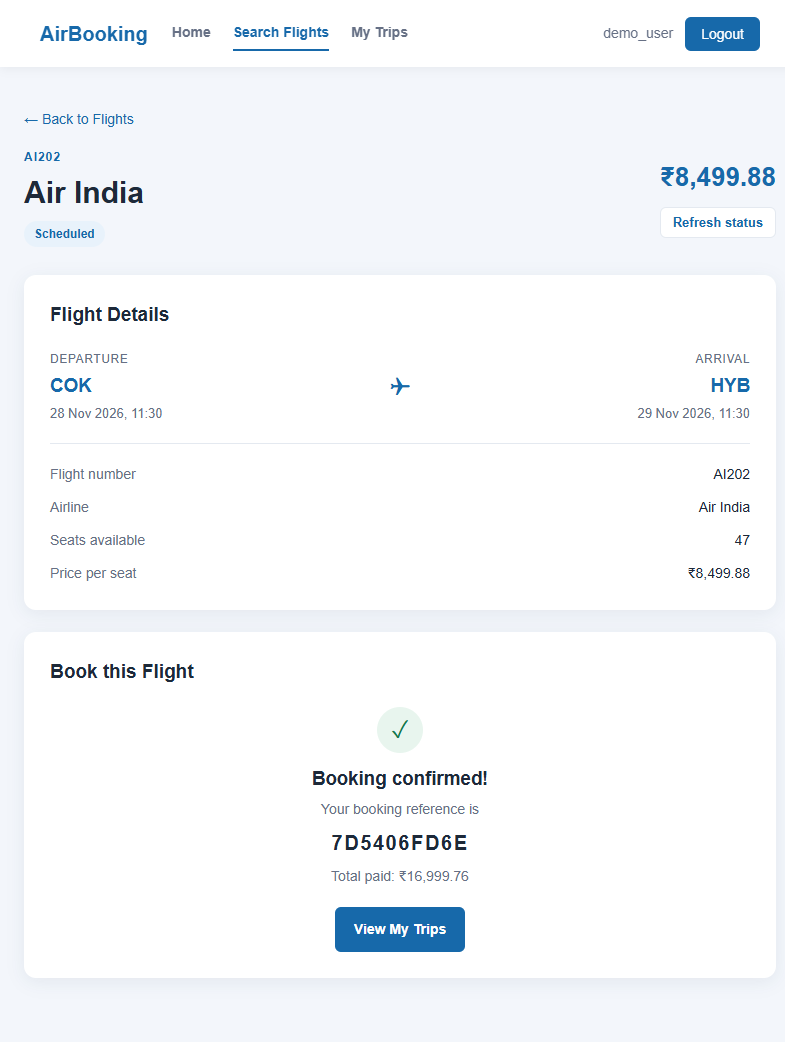 AirBooking Home Search Flights My Trips demo_user Logout
← Back to Flights
AI202
Air India
₹8,499.88
Scheduled
Refresh status
Flight Details
DEPARTURE ARRIVAL
COK HYB
28 Nov 2026, 11:30 29 Nov 2026, 11:30
Flight number AI202
Airline Air India
Seats available 47
Price per seat ₹8,499.88
Book this Flight
✓
Booking confirmed!
Your booking reference is
7D5406FD6E
Total paid: ₹16,999.76
View My Trips